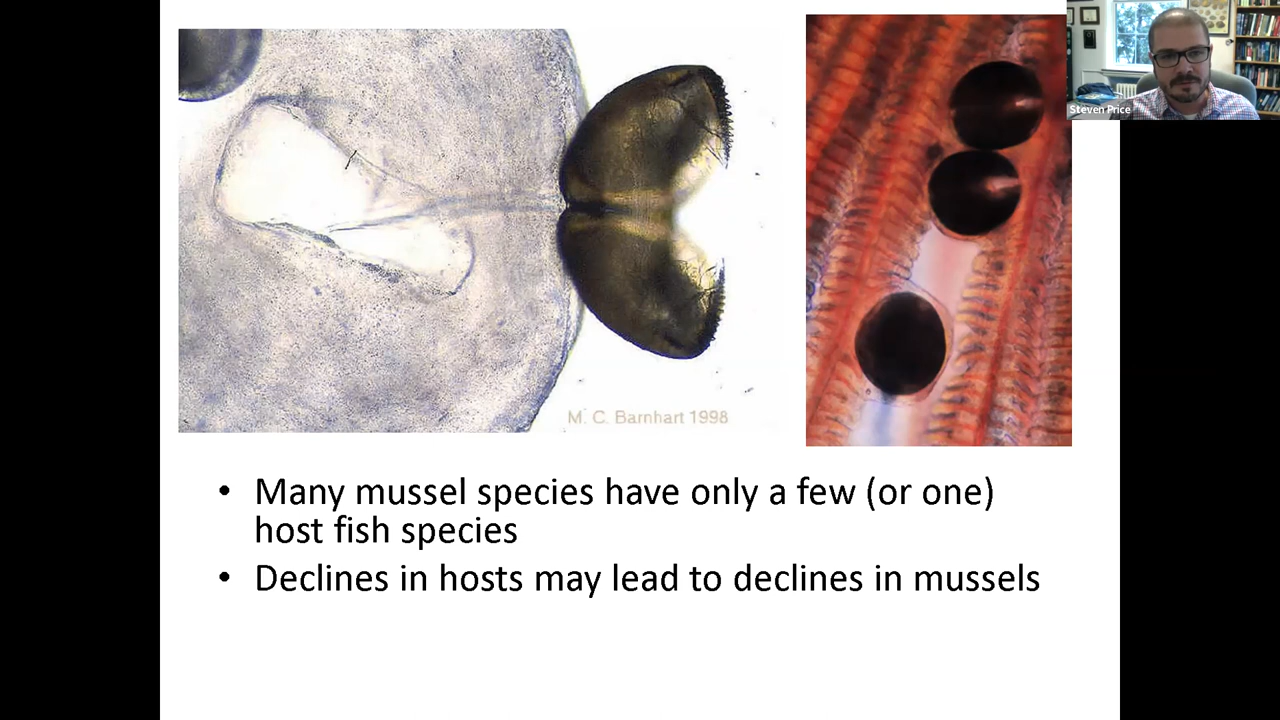 Steven Price
M. C. Barnhart 1998
• Many mussel species have only a few (or one)
host fish species
• Declines in hosts may lead to declines in mussels